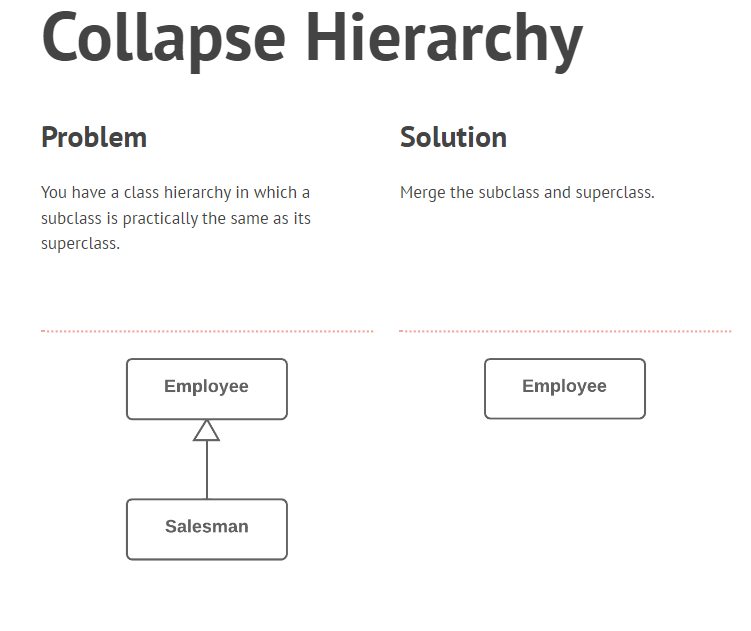 Collapse Hierarchy
Problem
You have a class hierarchy in which a
subclass is practically the same as its
superclass.
Solution
Merge the subclass and superclass.
Employee
Salesman
Employee